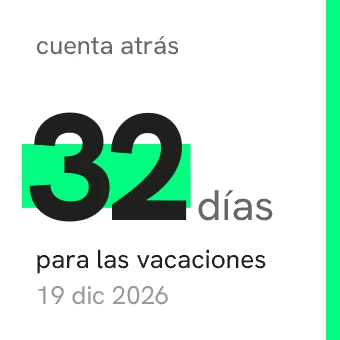 cuenta atrás
32 días
para las vacaciones
19 dic 2026